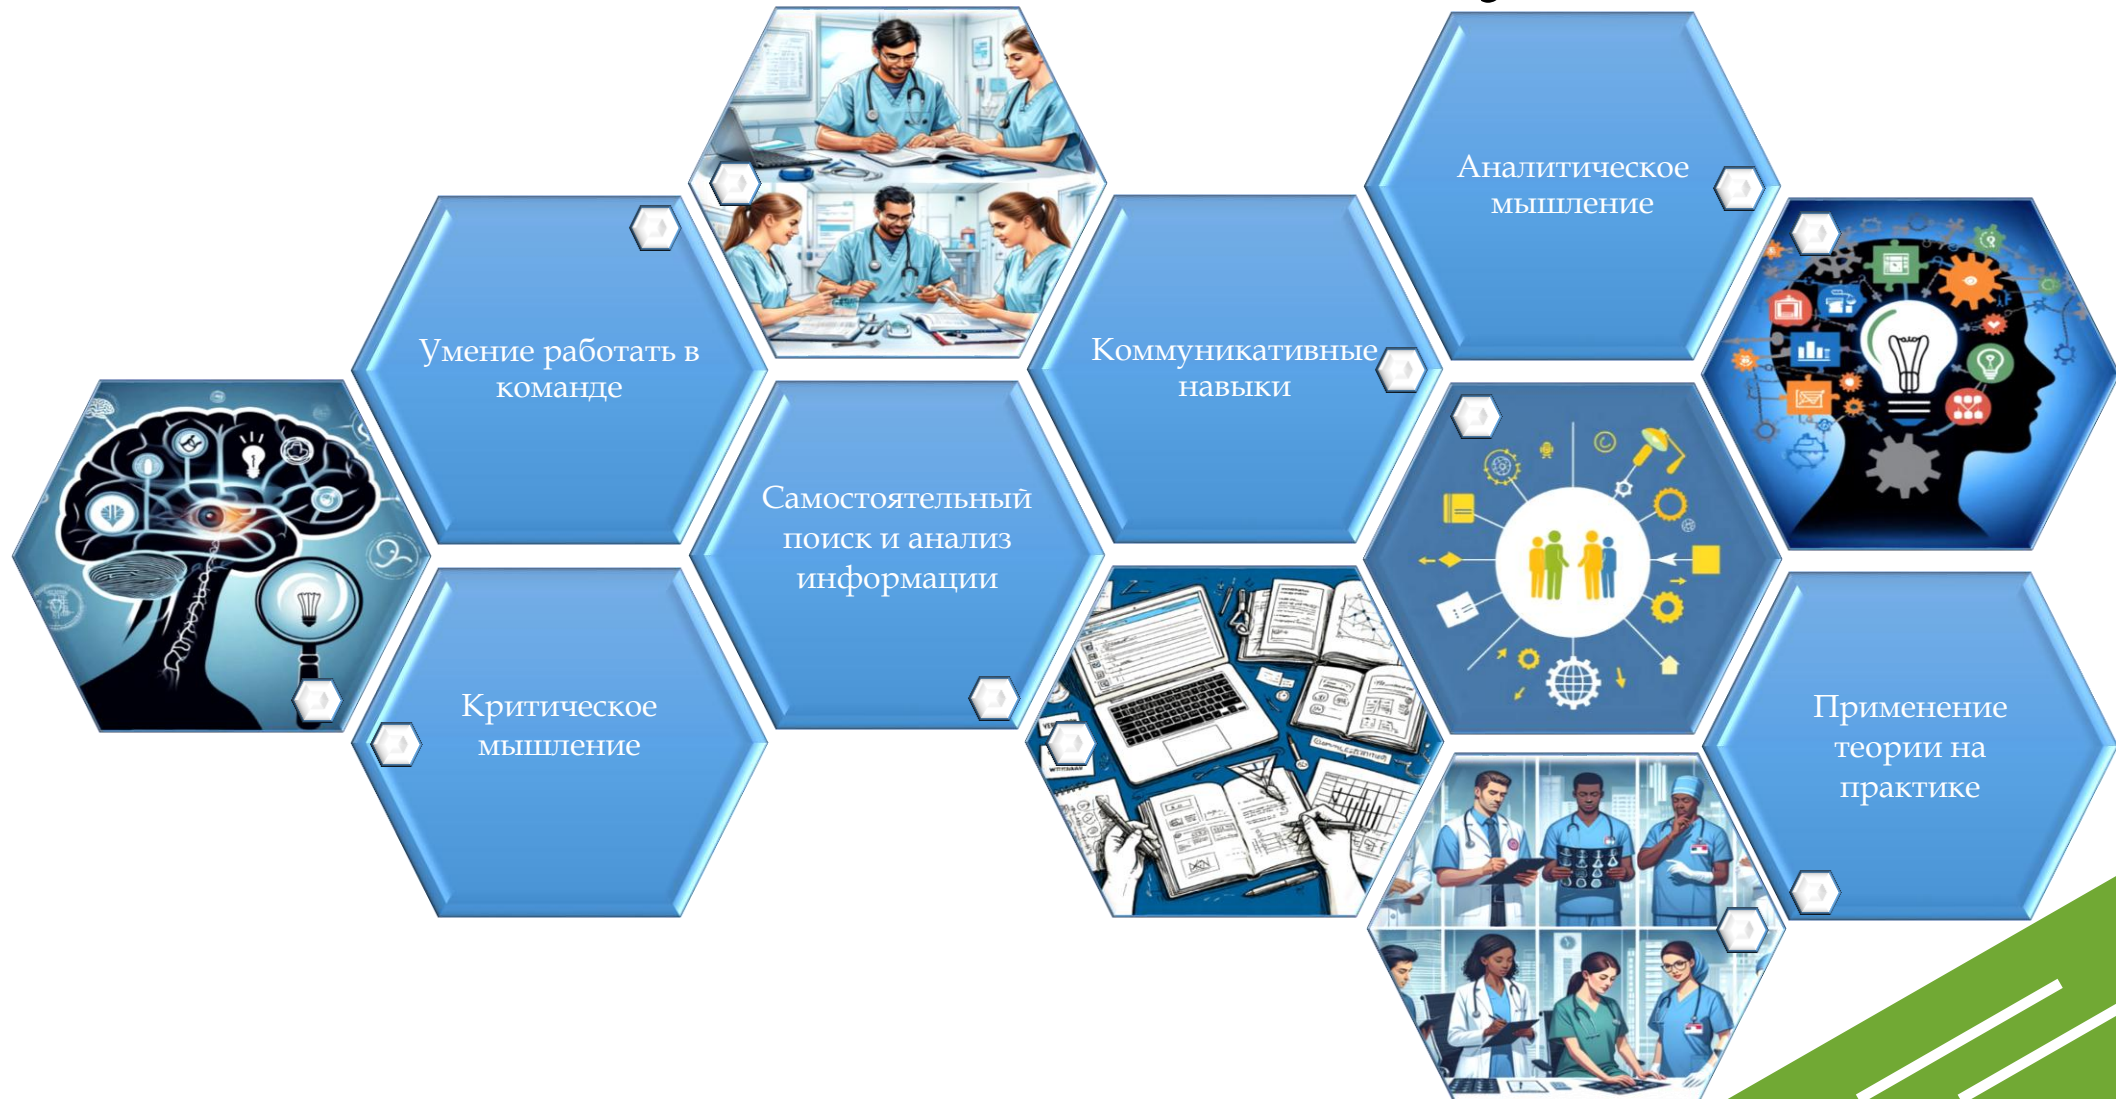 Аналитическое
мышление
Умение работать в
команде
Коммуникативные
навыки
Самостоятельный
поиск и анализ
информации
Критическое
мышление
Применение
теории на
практике